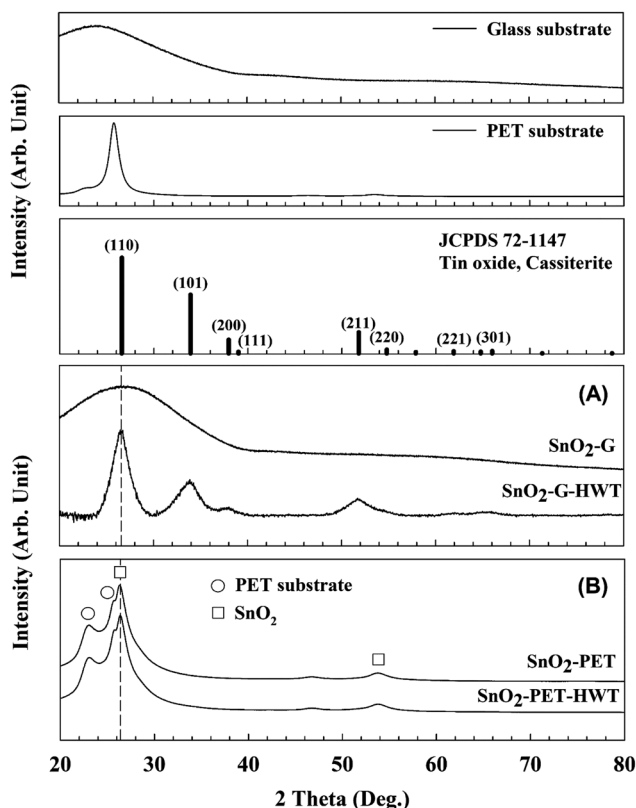 Glass substrate
PET substrate
Intensity (Arb. Unit)
JCPDS 72-1147
Tin oxide, Cassiterite
(110)
(101)
(200)
(111)
(211)
(220)
(221)
(301)
(A)
SnO2-G
SnO2-G-HWT
Intensity (Arb. Unit)
(B)
PET substrate
SnO2
SnO2-PET
SnO2-PET-HWT
20 30 40 50 60 70 80
2 Theta (Deg.)